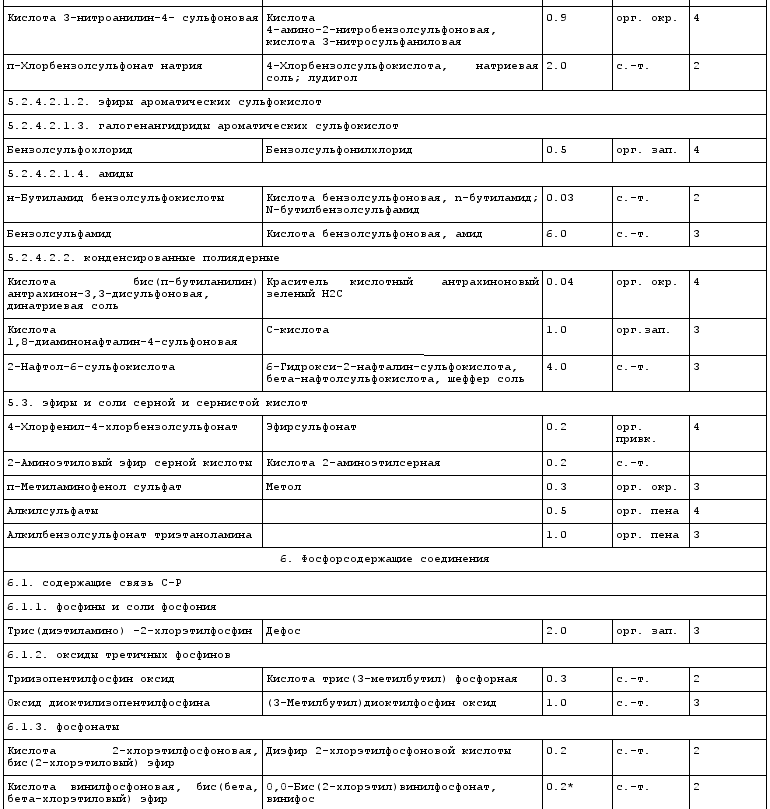 Кислота 3-нитроанилин-4- сульфоновая Кислота 0.9 орг. окр. 4
4-амино-2-нитробензолсульфоновая,
кислота 3-нитросульфаниловая
п-Хлорбензолсульфонат натрия 4-Хлорбензолсульфокислота, натриевая 2.0 с.-т. 2
соль; лудигол
5.2.4.2.1.2. эфиры ароматических сульфокислот
5.2.4.2.1.3. галогенангидриды ароматических сульфокислот
Бензолсульфохлорид Бензолсульфонилхлорид 0.5 орг. зап. 4
5.2.4.2.1.4. амиды
н-Бутиламид бензолсульфокислоты Кислота бензолсульфоновая, n-бутиламид; 0.03 с.-т. 2
N-бутилбензолсульфамид
Бензолсульфамид Кислота бензолсульфоновая, амид 6.0 с.-т. 3
5.2.4.2.2. конденсированные полиядерные
Кислота бис(п-бутиланилин) Краситель кислотный антрахиноновый 0.04 орг. окр. 4
антрахинон-3,3-дисульфоновая, зеленый Н2С
динатриевая соль
Кислота С-кислота 1.0 орг.зап. 3
1,8-диаминонафталин-4-сульфоновая
2-Нафтол-6-сульфокислота 6-Гидрокси-2-нафталин-сульфокислота, 4.0 с.-т. 3
бета-нафтолсульфокислота, шеффер соль
5.3. эфиры и соли серной и сернистой кислот
4-Хлорфенил-4-хлорбензолсульфонат Эфирсульфонат 0.2 орг. 4
привк.
2-Аминоэтиловый эфир серной кислоты Кислота 2-аминоэтилсерная 0.2 с.-т.
п-Метиламинофенол сульфат Метол 0.3 орг. окр. 3
Алкилсульфаты 0.5 орг. пена 4
Алкилбензолсульфонат триэтаноламина 1.0 орг. пена 3
6. Фосфорсодержащие соединения
6.1. содержащие связь С-Р
6.1.1. фосфины и соли фосфония
Трис(диэтиламино) -2-хлорэтилфосфин Дефос 2.0 орг. зап. 3
6.1.2. оксиды третичных фосфинов
Триизопентилфосфин оксид Кислота трис(3-метилбутил) фосфорная 0.3 с.-т. 2
Оксид диоктилизопентилфосфина (3-Метилбутил)диоктилфосфин оксид 1.0 с.-т. 3
6.1.3. фосфонаты
Кислота 2-хлорэтилфосфоновая, Диэфир 2-хлорэтилфосфоновой кислоты 0.2 с.-т. 2
бис(2-хлорэтиловый) эфир
Кислота винилфосфоновая, бис(бета, О,О-Бис(2-хлорэтил)винилфосфонат, 0.2* с.-т. 2
бета-хлорэтиловый) эфир винифос